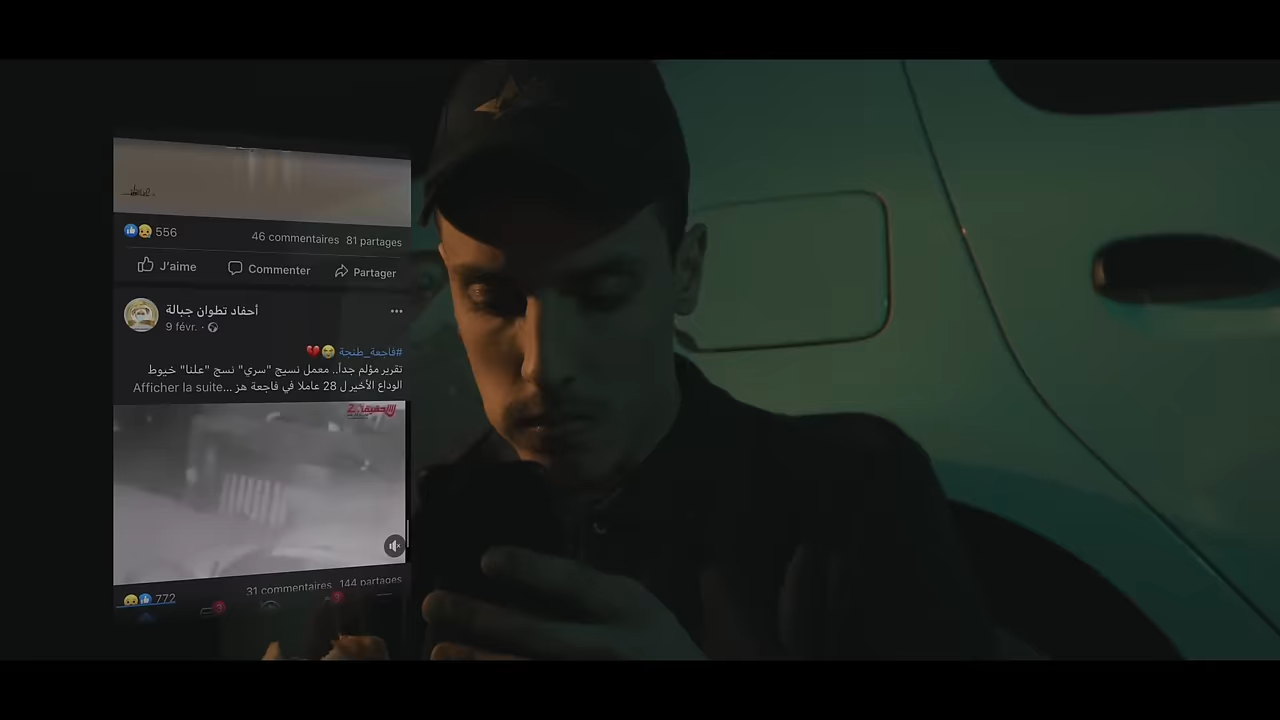 556
46 commentaires 81 partages
J'aime
Commenter
Partager
أحفاد تطوان جبالة
9 févr.
#فاجعة_طنجة
تقرير مؤلم جداً.. معمل نسيج "سري" نسج "علنا" خيوط
الوداع الأخير ل 28 عاملا في فاجعة هز ... Afficher la suite
772
31 commentaires 144 partages